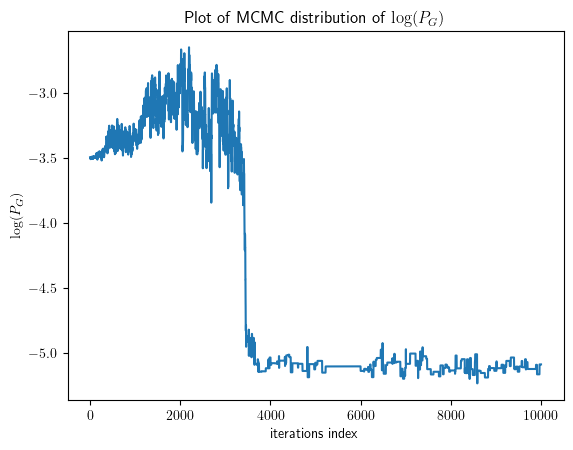 Plot of MCMC distribution of log(P_G)
log(P_G)
−3.0
−3.5
−4.0
−4.5
−5.0
0 2000 4000 6000 8000 10000
iterations index